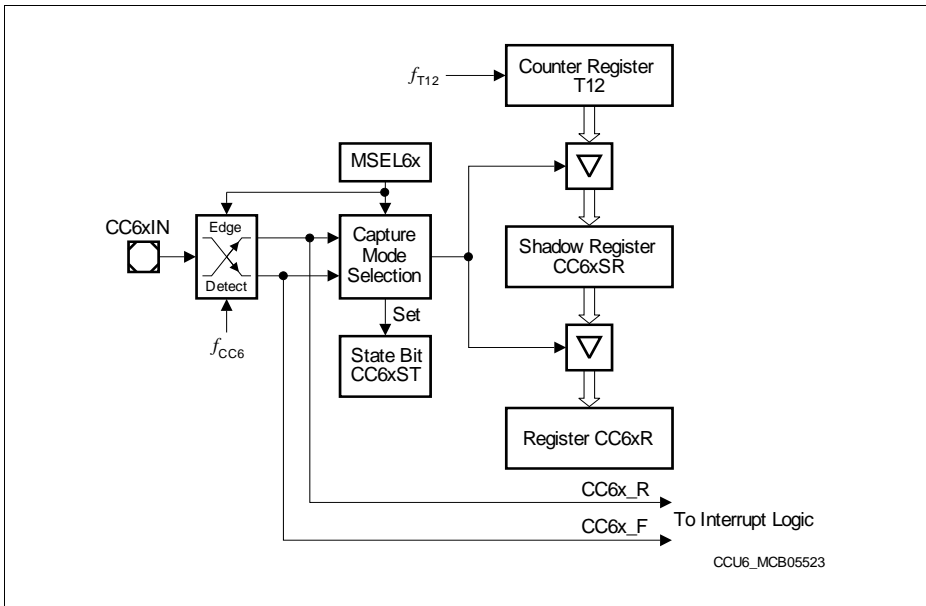 Counter Register
T12
fT12
MSEL6x
CC6xIN
Edge
Detect
Capture
Mode
Selection
Shadow Register
CC6xSR
fCC6
Set
State Bit
CC6xST
Register CC6xR
CC6x_R
To Interrupt Logic
CC6x_F
CCU6_MCB05523